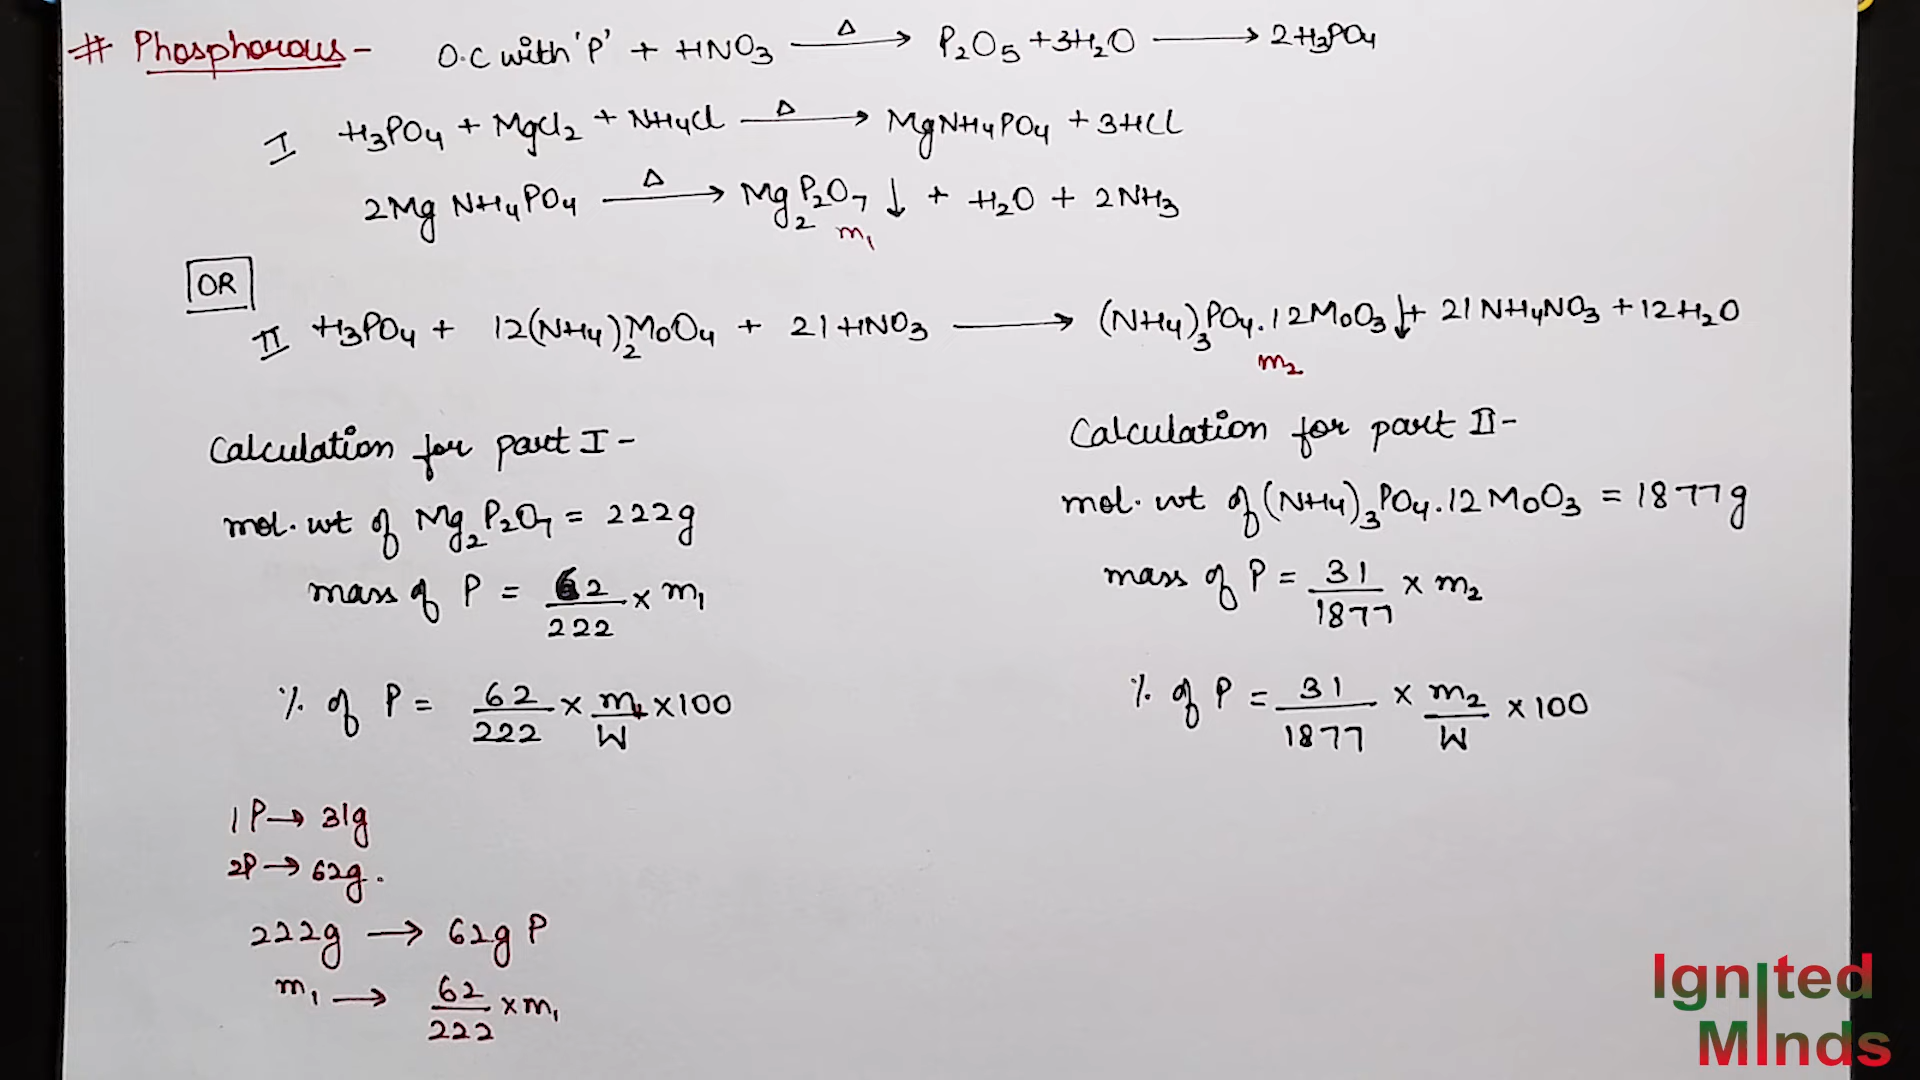 # Phosphorous - O.C with 'P' + HNO₃ —Δ→ P₂O₅ + 3H₂O → 2H₃PO₄
I H₃PO₄ + MgCl₂ + NH₄Cl —Δ→ MgNH₄PO₄ + 3HCl
2Mg NH₄PO₄ —Δ→ Mg₂P₂O₇ ↓ + H₂O + 2NH₃
m₁
OR
II H₃PO₄ + 12(NH₄)₂MoO₄ + 21HNO₃ → (NH₄)₃PO₄.12MoO₃↓ + 21NH₄NO₃ + 12H₂O
m₂
Calculation for part I -
mol. wt of Mg₂P₂O₇ = 222g
mass of P = 62/222 × m₁
% of P = 62/222 × m₁/W × 100
1P → 31g
2P → 62g.
222g → 62g P
m₁ → 62/222 × m₁
Calculation for part II -
mol. wt of (NH₄)₃PO₄.12MoO₃ = 1877g
mass of P = 31/1877 × m₂
% of P = 31/1877 × m₂/W × 100
Ignited
Minds